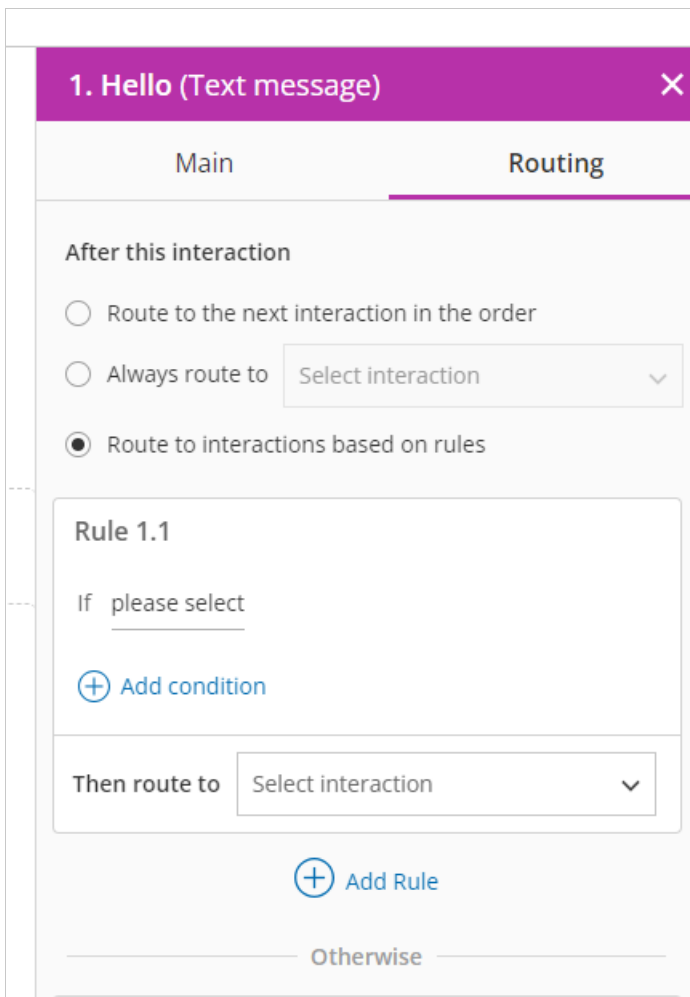 1. Hello (Text message)
Main Routing
After this interaction
Route to the next interaction in the order
Always route to Select interaction
Route to interactions based on rules
Rule 1.1
If please select
Add condition
Then route to Select interaction
Add Rule
Otherwise